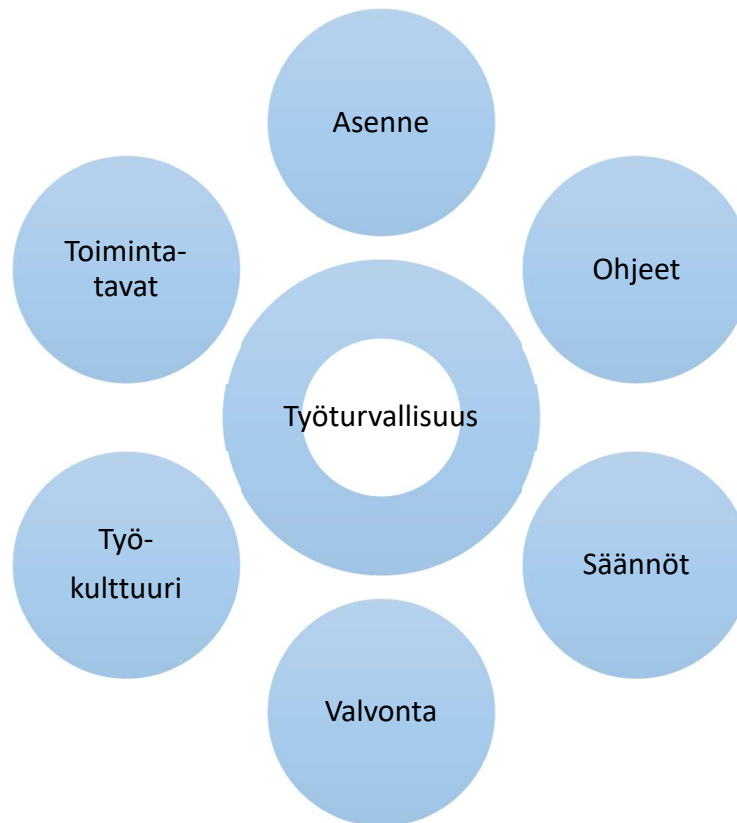 Asenne
Toiminta-
tavat
Ohjeet
Työturvallisuus
Työ-
kulttuuri
Säännöt
Valvonta